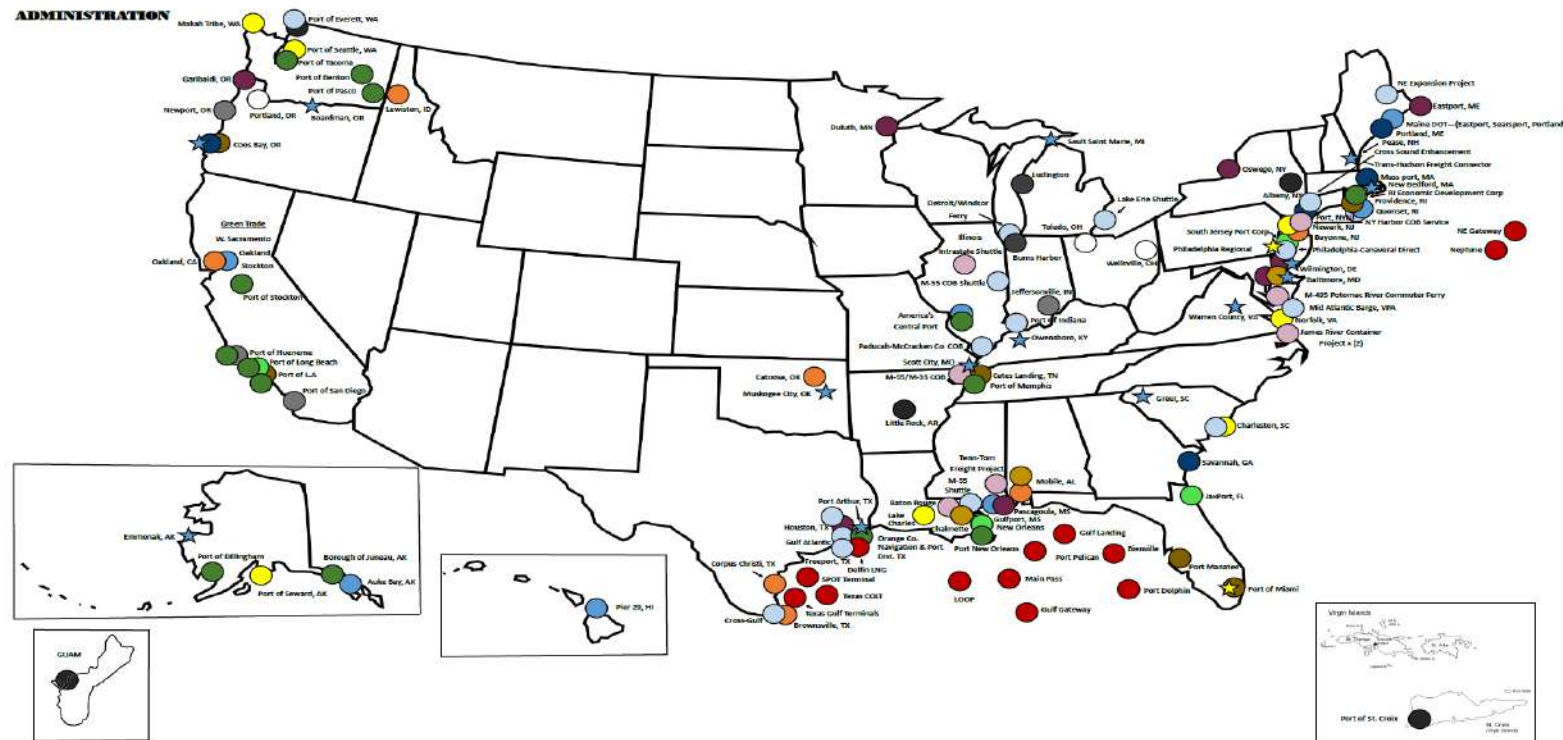 ADMINISTRATION
Makah Tribe, WA
Port of Everett, WA
Port of Seattle, WA
Port of Tacoma
Port of Benton
Port of Pasco
Garibaldi, OR
Lewiston, ID
Newport, OR
Portland, OR
Boardman, OR
Coos Bay, OR
Green Trade
W. Sacramento
Oakland
Stockton
Oakland, CA
Port of Stockton
Port of Hueneme
Port of Long Beach
Port of L.A
Port of San Diego
Duluth, MN
Sault Saint Marie, MI
Ludington
Detroit/Windsor
Ferry
Lake Erie Shuttle
Toledo, OH
Wellsville, OH
Illinois
Intrastate Shuttle
Burns Harbor
M-55 COB Shuttle
Jeffersonville, IN
America's
Central Port
Port of Indiana
Owensboro, KY
Paducah-McCracken Co. COB
Scott City, MO
M-55/M-35 COB
Cates Landing, TN
Port of Memphis
Catoosa, OK
Muskogee City, OK
Little Rock, AR
NE Expansion Project
Eastport, ME
Maine DOT—(Eastport, Searsport, Portland
Portland, ME
Pease, NH
Cross Sound Enhancement
Trans-Hudson Freight Connector
Oswego, NY
Albany, NY
Mass port, MA
New Bedford, MA
RI Economic Development Corp
Providence, RI
Quonset, RI
NY Harbor COB Service
Newark, NJ
Bayonne, NJ
South Jersey Port Corp
Philadelphia Regional
Philadelphia-Canaveral Direct
NE Gateway
Neptune
Wilmington, DE
Baltimore, MD
M-495 Potomac River Commuter Ferry
Mid Atlantic Barge, VPA
Warren County, VA
Norfolk, VA
James River Container
Project x (2)
Greer, SC
Charleston, SC
Savannah, GA
JaxPort, FL
Tenn-Tom
Freight Project
M-55
Shuttle
Mobile, AL
Baton Rouge
Pascagoula, MS
Lake
Charles
Chalmette
Gulfport, MS
New Orleans
Port New Orleans
Port Arthur, TX
Houston, TX
Orange Co.
Navigation & Port
Dist. TX
Gulf Atlantic
Freeport, TX
Delfin LNG
Corpus Christi, TX
SPOT Terminal
Texas COLT
Texas Gulf Terminals
Cross-Gulf
Brownsville, TX
Gulf Landing
Port Pelican
Bienville
Main Pass
LOOP
Gulf Gateway
Port Dolphin
Port Manatee
Port of Miami
Emmonak, AK
Port of Dillingham
Borough of Juneau, AK
Auke Bay, AK
Port of Seward, AK
Pier 29, HI
GUAM
Virgin Islands
Port of St. Croix